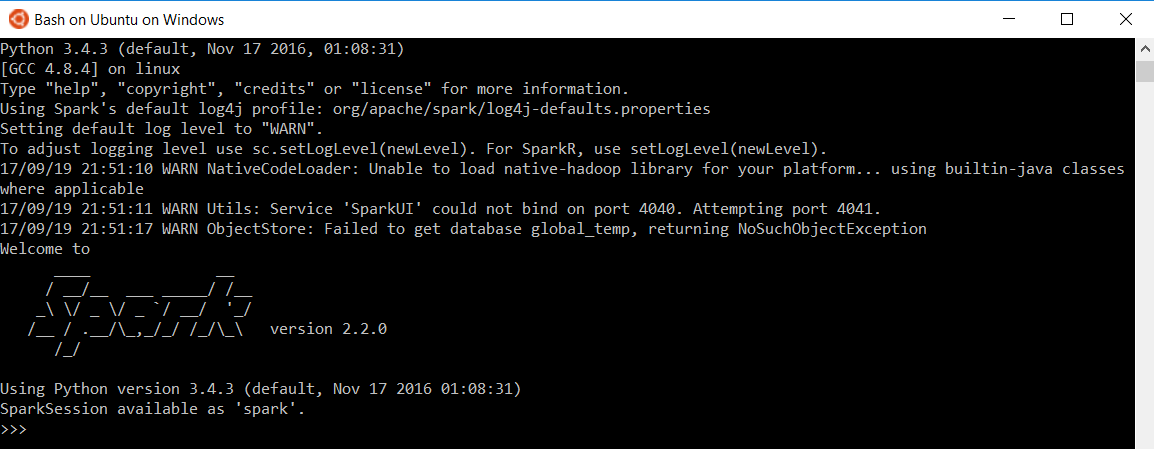 Bash on Ubuntu on Windows
Python 3.4.3 (default, Nov 17 2016, 01:08:31)
[GCC 4.8.4] on linux
Type "help", "copyright", "credits" or "license" for more information.
Using Spark's default log4j profile: org/apache/spark/log4j-defaults.properties
Setting default log level to "WARN".
To adjust logging level use sc.setLogLevel(newLevel). For SparkR, use setLogLevel(newLevel).
17/09/19 21:51:10 WARN NativeCodeLoader: Unable to load native-hadoop library for your platform... using builtin-java classes
where applicable
17/09/19 21:51:11 WARN Utils: Service 'SparkUI' could not bind on port 4040. Attempting port 4041.
17/09/19 21:51:17 WARN ObjectStore: Failed to get database global_temp, returning NoSuchObjectException
Welcome to
      ____              __
     / __/__  ___ _____/ /__
    _\ \/ _ \/ _ `/ __/  '_/
   /__ / .__/\_,_/_/ /_/\_\   version 2.2.0
      /_/
Using Python version 3.4.3 (default, Nov 17 2016 01:08:31)
SparkSession available as 'spark'.
>>>